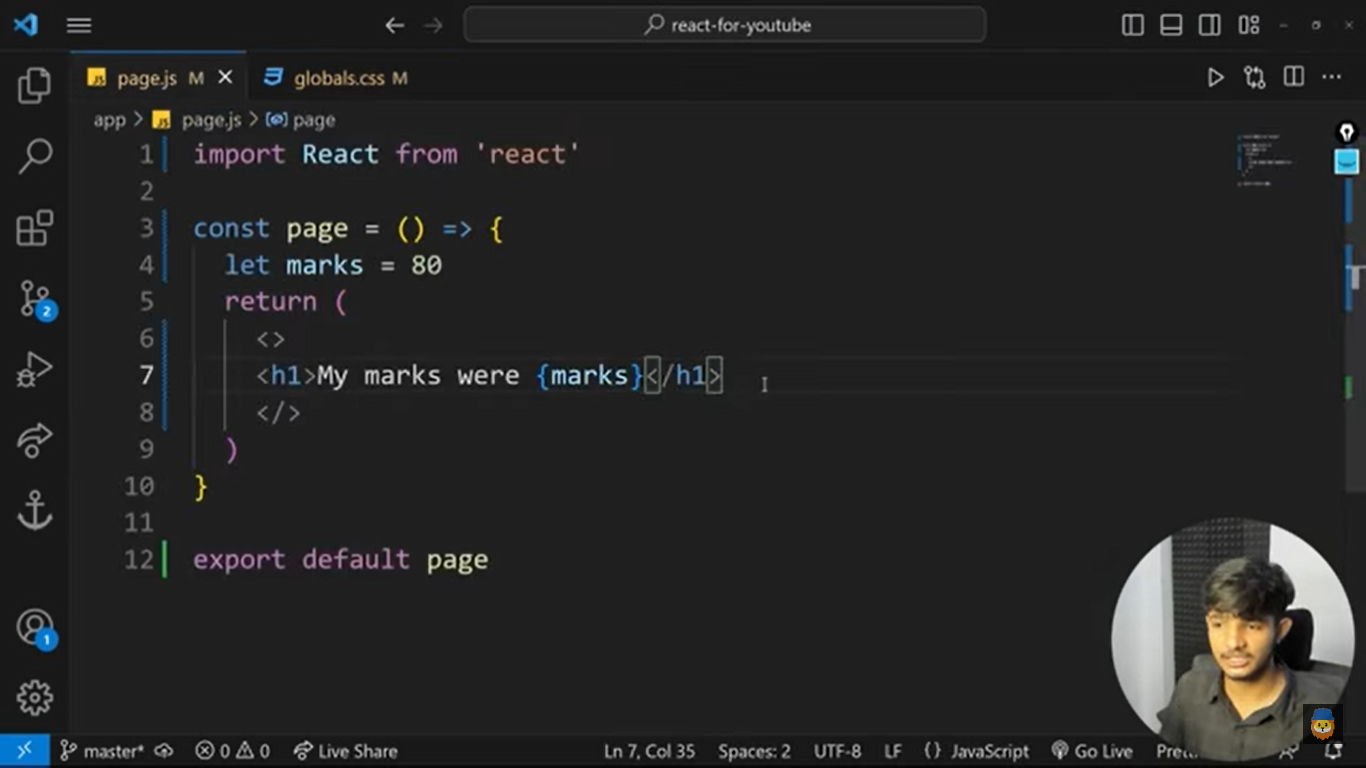 react-for-youtube
page.js M
globals.css M
app > page.js > page
1 import React from 'react'
2
3 const page = () => {
4 let marks = 80
5 return (
6 <>
7 <h1>My marks were {marks}</h1>
8 </>
9 )
10 }
11
12 export default page
2
1
master* 0 0 Live Share Ln 7, Col 35 Spaces: 2 UTF-8 LF {} JavaScript Go Live